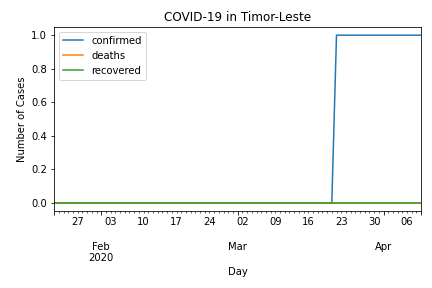 COVID-19 in Timor-Leste
confirmed
deaths
recovered
Number of Cases
1.0
0.8
0.6
0.4
0.2
0.0
27 03 10 17 24 02 09 16 23 30 06
Feb Mar Apr
2020
Day